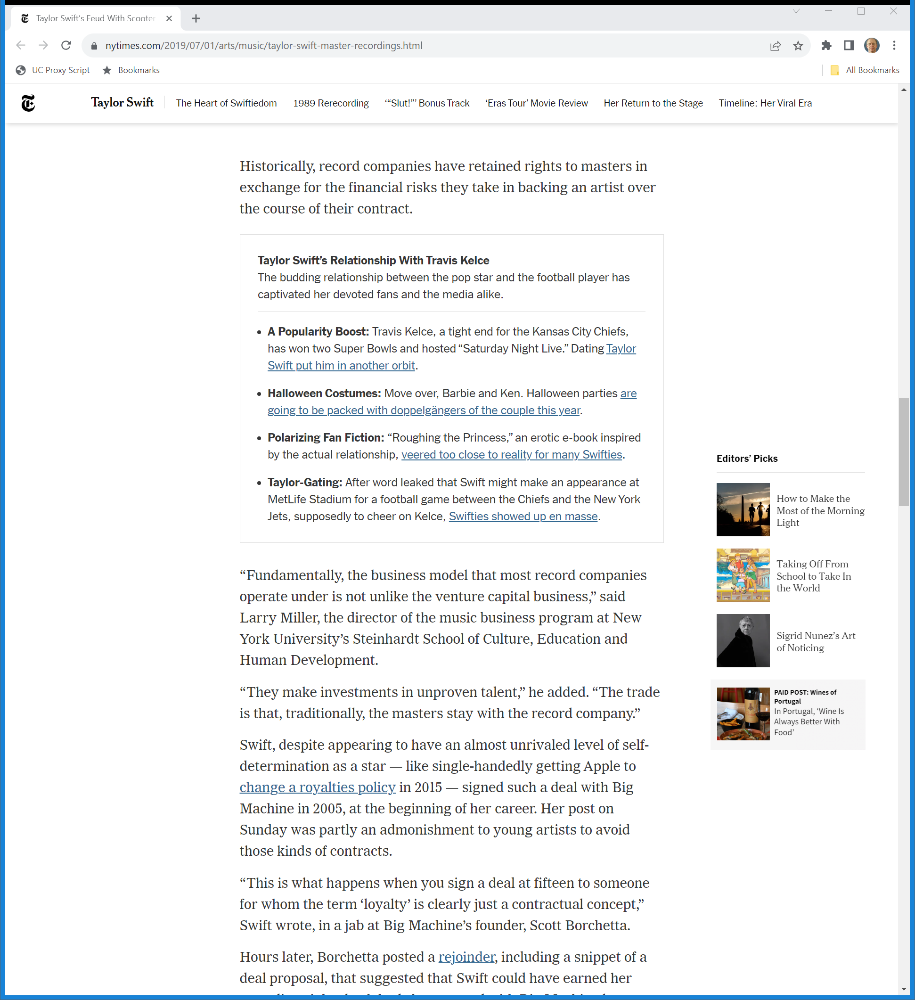 Taylor Swift's Feud With Scooter
nytimes.com/2019/07/01/arts/music/taylor-swift-master-recordings.html
UC Proxy Script
Bookmarks
All Bookmarks
Taylor Swift
The Heart of Swiftiedom
1989 Rerecording
‘“Slut!”’ Bonus Track
‘Eras Tour’ Movie Review
Her Return to the Stage
Timeline: Her Viral Era
Historically, record companies have retained rights to masters in
exchange for the financial risks they take in backing an artist over
the course of their contract.
Taylor Swift’s Relationship With Travis Kelce
The budding relationship between the pop star and the football player has
captivated her devoted fans and the media alike.
• A Popularity Boost: Travis Kelce, a tight end for the Kansas City Chiefs,
has won two Super Bowls and hosted “Saturday Night Live.” Dating Taylor
Swift put him in another orbit.
• Halloween Costumes: Move over, Barbie and Ken. Halloween parties are
going to be packed with doppelgängers of the couple this year.
• Polarizing Fan Fiction: “Roughing the Princess,” an erotic e-book inspired
by the actual relationship, veered too close to reality for many Swifties.
• Taylor-Gating: After word leaked that Swift might make an appearance at
MetLife Stadium for a football game between the Chiefs and the New York
Jets, supposedly to cheer on Kelce, Swifties showed up en masse.
“Fundamentally, the business model that most record companies
operate under is not unlike the venture capital business,” said
Larry Miller, the director of the music business program at New
York University’s Steinhardt School of Culture, Education and
Human Development.
“They make investments in unproven talent,” he added. “The trade
is that, traditionally, the masters stay with the record company.”
Swift, despite appearing to have an almost unrivaled level of self-
determination as a star — like single-handedly getting Apple to
change a royalties policy in 2015 — signed such a deal with Big
Machine in 2005, at the beginning of her career. Her post on
Sunday was partly an admonishment to young artists to avoid
those kinds of contracts.
“This is what happens when you sign a deal at fifteen to someone
for whom the term ‘loyalty’ is clearly just a contractual concept,”
Swift wrote, in a jab at Big Machine’s founder, Scott Borchetta.
Hours later, Borchetta posted a rejoinder, including a snippet of a
deal proposal, that suggested that Swift could have earned her
Editors’ Picks
How to Make the
Most of the Morning
Light
Taking Off From
School to Take In
the World
Sigrid Nunez’s Art
of Noticing
PAID POST: Wines of
Portugal
In Portugal, ‘Wine Is
Always Better With
Food’